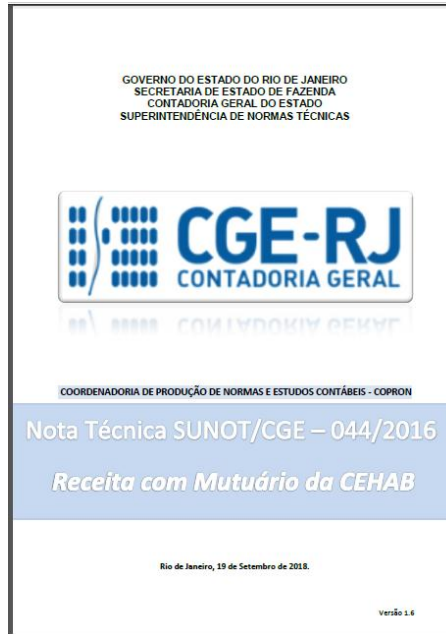 GOVERNO DO ESTADO DO RIO DE JANEIRO
SECRETARIA DE ESTADO DE FAZENDA
CONTADORIA GERAL DO ESTADO
SUPERINTENDÊNCIA DE NORMAS TÉCNICAS
CGE-RJ
CONTADORIA GERAL
COORDENADORIA DE PRODUÇÃO DE NORMAS E ESTUDOS CONTÁBEIS - COPRON
Nota Técnica SUNOT/CGE – 044/2016
Receita com Mutuário da CEHAB
Rio de Janeiro, 19 de Setembro de 2018.
Versão 1.6